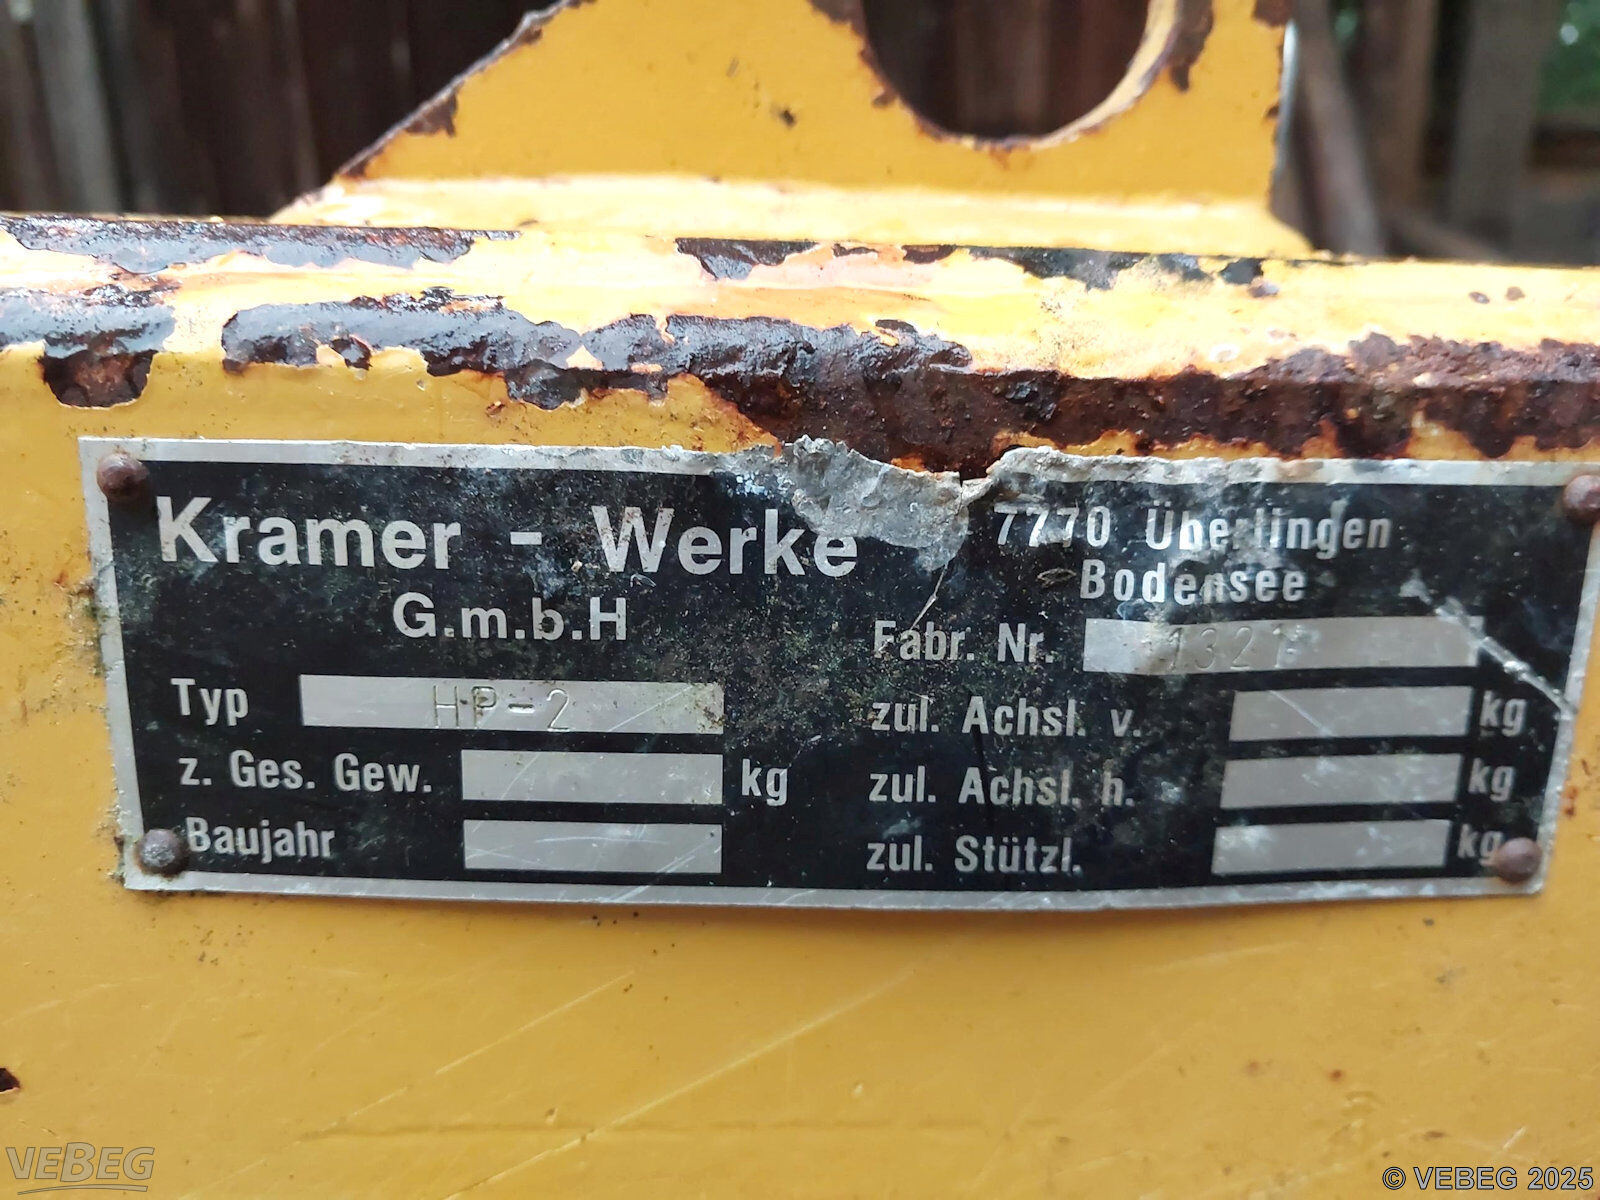 Kramer - Werke
G.m.b.H
7770 Überlingen
Bodensee
Fabr. Nr. 1321
Typ HP-2
zul. Achsl. v. kg
z. Ges. Gew. kg
zul. Achsl. h. kg
Baujahr
zul. Stützl. kg
VEBEG
© VEBEG 2025